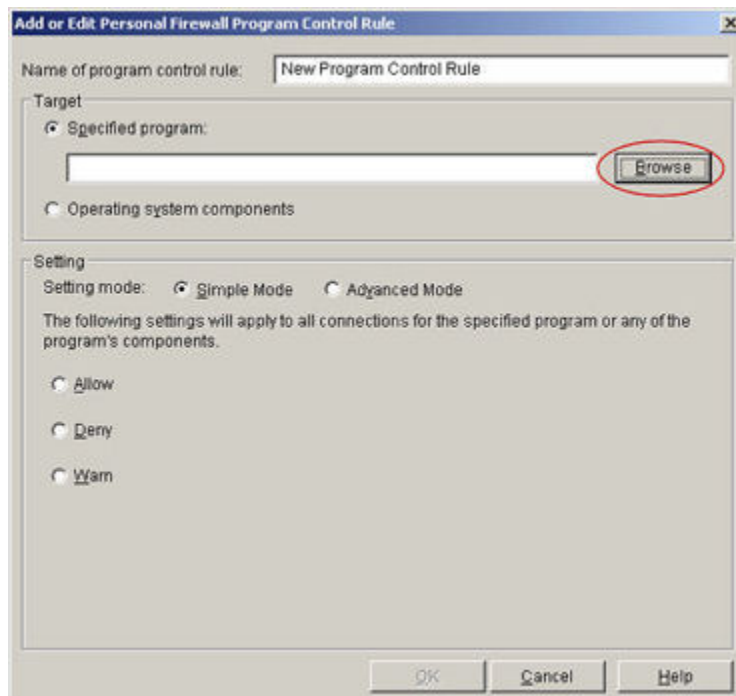 Add or Edit Personal Firewall Program Control Rule
Name of program control rule: New Program Control Rule
Target
Specified program:
Browse
Operating system components
Setting
Setting mode: Simple Mode Advanced Mode
The following settings will apply to all connections for the specified program or any of the
program's components.
Allow
Deny
Warn
OK Cancel Help